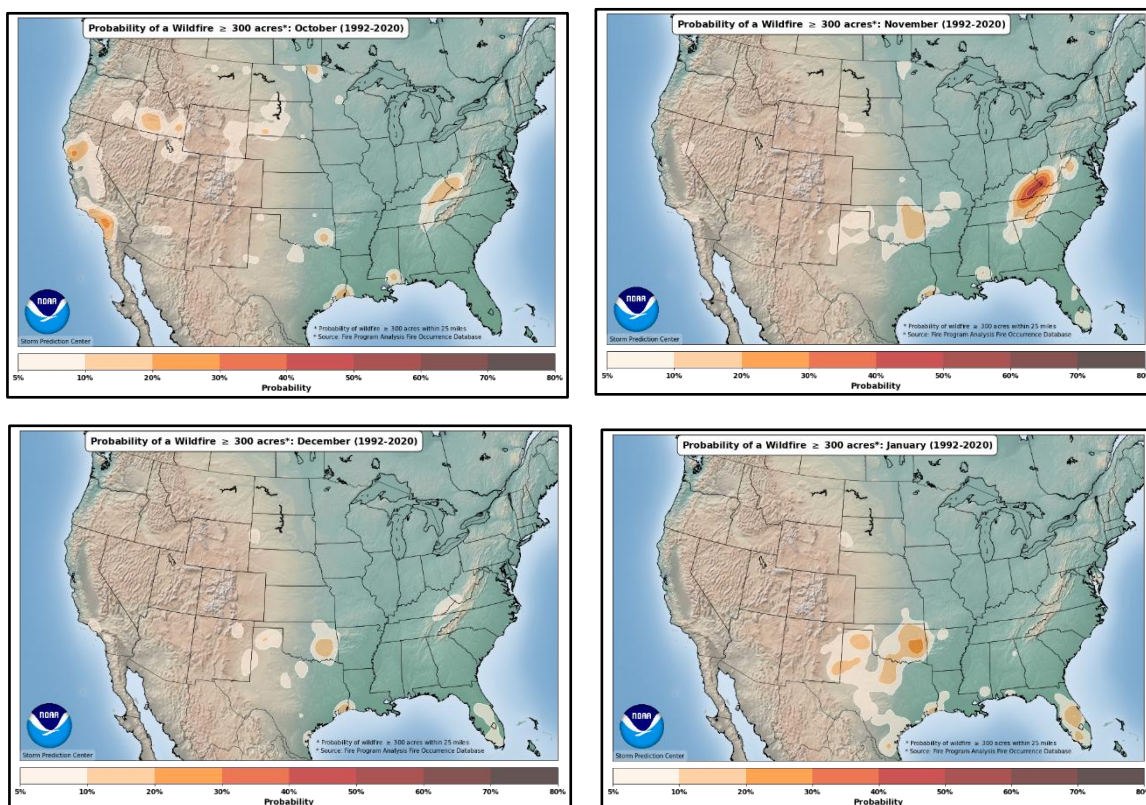 Probability of a Wildfire ≥ 300 acres*: October (1992-2020)
NOAA
Storm Prediction Center
* Probability of wildfire ≥ 300 acres within 25 miles
* Source: Fire Program Analysis Fire Occurrence Database
5% 10% 20% 30% 40% 50% 60% 70% 80%
Probability
Probability of a Wildfire ≥ 300 acres*: November (1992-2020)
NOAA
Storm Prediction Center
* Probability of wildfire ≥ 300 acres within 25 miles
* Source: Fire Program Analysis Fire Occurrence Database
5% 10% 20% 30% 40% 50% 60% 70% 80%
Probability
Probability of a Wildfire ≥ 300 acres*: December (1992-2020)
NOAA
Storm Prediction Center
* Probability of wildfire ≥ 300 acres within 25 miles
* Source: Fire Program Analysis Fire Occurrence Database
5% 10% 20% 30% 40% 50% 60% 70% 80%
Probability
Probability of a Wildfire ≥ 300 acres*: January (1992-2020)
NOAA
Storm Prediction Center
* Probability of wildfire ≥ 300 acres within 25 miles
* Source: Fire Program Analysis Fire Occurrence Database
5% 10% 20% 30% 40% 50% 60% 70% 80%
Probability